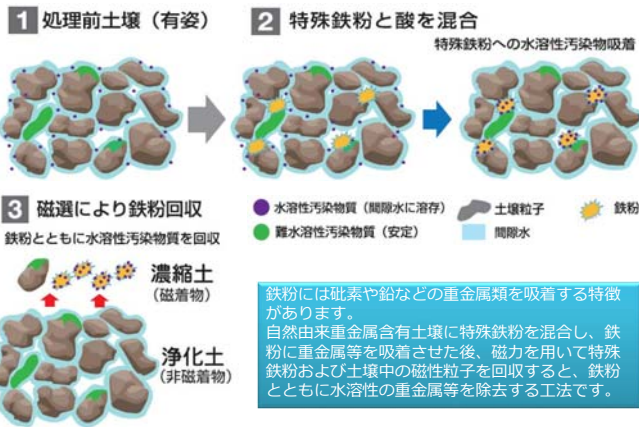 1 処理前土壌（有姿）
2 特殊鉄粉と酸を混合
特殊鉄粉への水溶性汚染物吸着
3 磁選により鉄粉回収
鉄粉とともに水溶性汚染物質を回収
濃縮土
（磁着物）
浄化土
（非磁着物）
水溶性汚染物質（間隙水に溶存）
土壌粒子
鉄粉
難水溶性汚染物質（安定）
間隙水
鉄粉には砒素や鉛などの重金属類を吸着する特徴
があります。
自然由来重金属含有土壌に特殊鉄粉を混合し、鉄
粉に重金属等を吸着させた後、磁力を用いて特殊
鉄粉および土壌中の磁性粒子を回収すると、鉄粉
とともに水溶性の重金属等を除去する工法です。